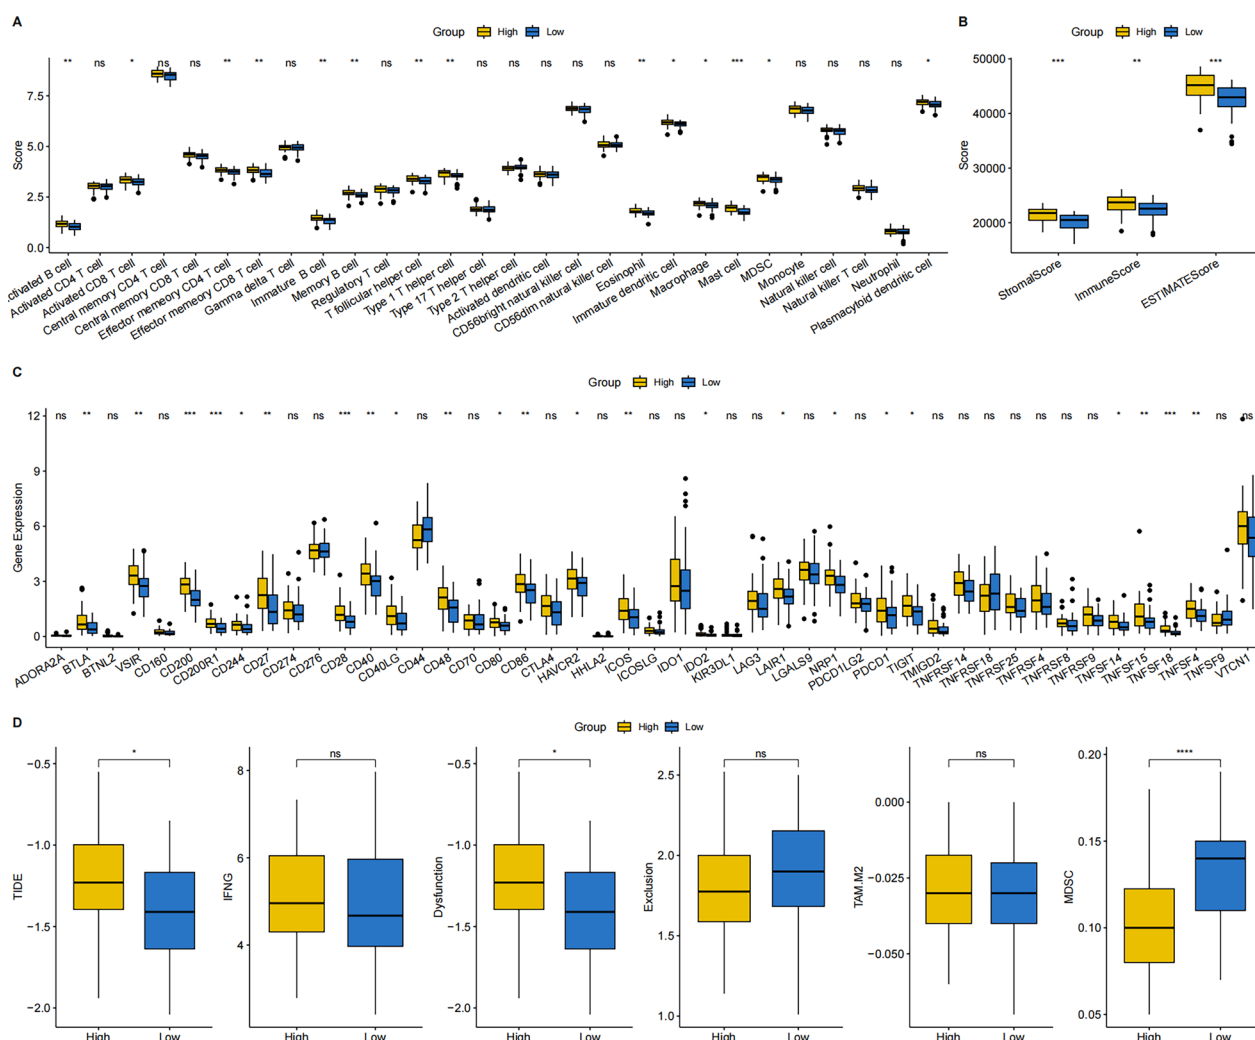 A
Group High Low
** ns * ns ns ** ** ns ** ** ns ** ** ns ns ns ns ns ** * * *** * ns ns ns ns *
Score
7.5
5.0
2.5
0.0
ctivated B cell
Activated CD4 T cell
Activated CD8 T cell
Central memory CD4 T cell
Central memory CD8 T cell
Effector memory CD4 T cell
Effector memory CD8 T cell
Gamma delta T cell
Immature B cell
Memory B cell
Regulatory T cell
T follicular helper cell
Type 1 T helper cell
Type 17 T helper cell
Type 2 T helper cell
Activated dendritic cell
CD56bright natural killer cell
CD56dim natural killer cell
Eosinophil
Immature dendritic cell
Macrophage
Mast cell
MDSC
Monocyte
Natural killer cell
Natural killer T cell
Neutrophil
Plasmacytoid dendritic cell
B
Group High Low
*** ** ***
Score
50000
40000
30000
20000
StromalScore
ImmuneScore
ESTIMATEScore
C
Group High Low
ns ** ns ** ns *** *** * ** ns ns *** ** * ns ** ns * ** ns * ns ** ns ns * ns ns * ns * ns * * ns ns ns ns ns ns * ** *** ** ns ns
Gene Expression
12
9
6
3
0
ADORA2A
BTLA
BTNL2
VSIR
CD160
CD200
CD200R1
CD244
CD27
CD274
CD276
CD28
CD40
CD40LG
CD44
CD48
CD70
CD80
CD86
CTLA4
HAVCR2
HHLA2
ICOS
ICOSLG
IDO1
IDO2
KIR3DL1
LAG3
LAIR1
LGALS9
NRP1
PDCD1LG2
PDCD1
TIGIT
TMIGD2
TNFRSF14
TNFRSF18
TNFRSF25
TNFRSF4
TNFRSF8
TNFRSF9
TNFSF14
TNFSF15
TNFSF18
TNFSF4
TNFSF9
VTCN1
D
Group High Low
TIDE
*
−0.5
−1.0
−1.5
−2.0
High Low
IFNG
ns
8
6
4
High Low
Dysfunction
*
−0.5
−1.0
−1.5
−2.0
High Low
Exclusion
ns
2.5
2.0
1.5
1.0
High Low
TAM.M2
ns
0.000
−0.025
−0.050
High Low
MDSC
****
0.20
0.15
0.10
0.05
High Low